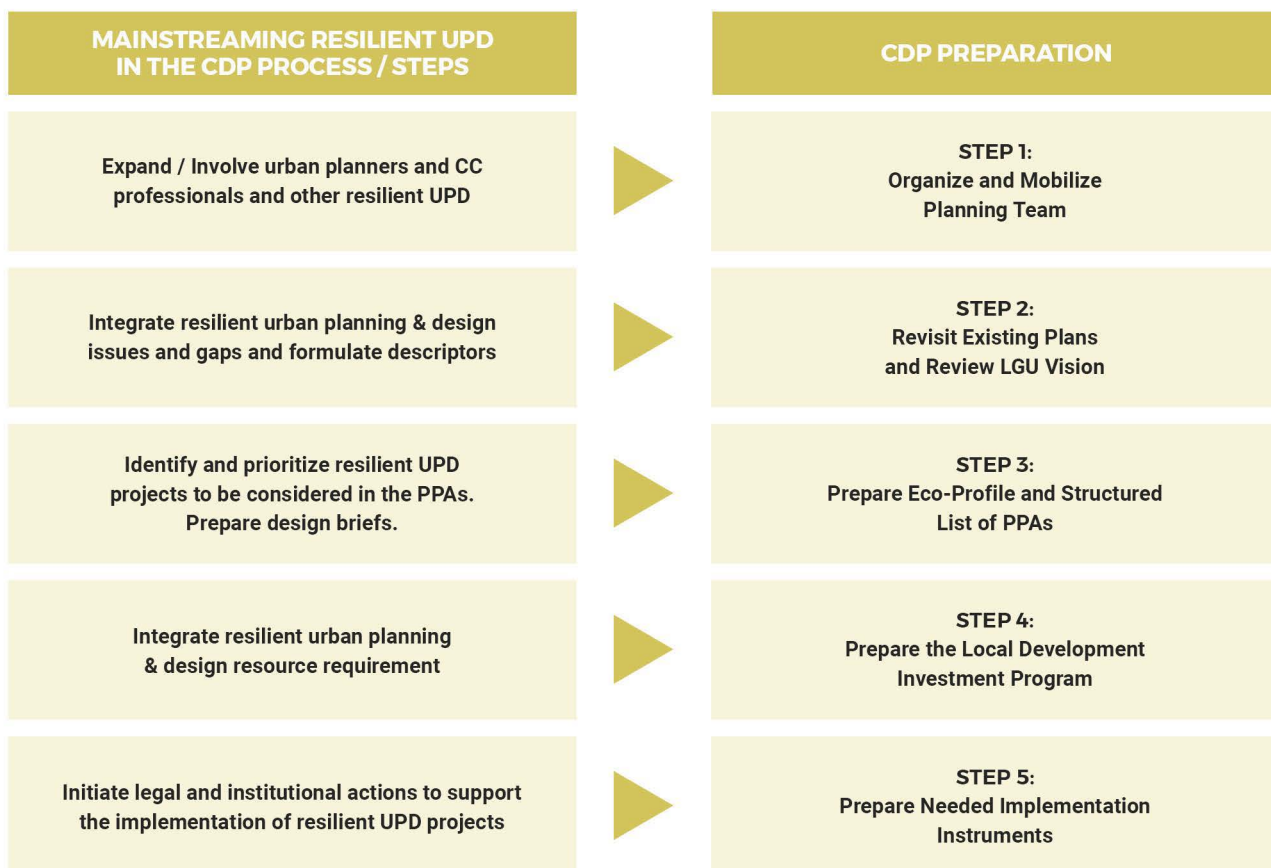 MAINSTREAMING RESILIENT UPD
IN THE CDP PROCESS / STEPS
CDP PREPARATION
Expand / Involve urban planners and CC
professionals and other resilient UPD
STEP 1:
Organize and Mobilize
Planning Team
Integrate resilient urban planning & design
issues and gaps and formulate descriptors
STEP 2:
Revisit Existing Plans
and Review LGU Vision
Identify and prioritize resilient UPD
projects to be considered in the PPAs.
Prepare design briefs.
STEP 3:
Prepare Eco-Profile and Structured
List of PPAs
Integrate resilient urban planning
& design resource requirement
STEP 4:
Prepare the Local Development
Investment Program
Initiate legal and institutional actions to support
the implementation of resilient UPD projects
STEP 5:
Prepare Needed Implementation
Instruments